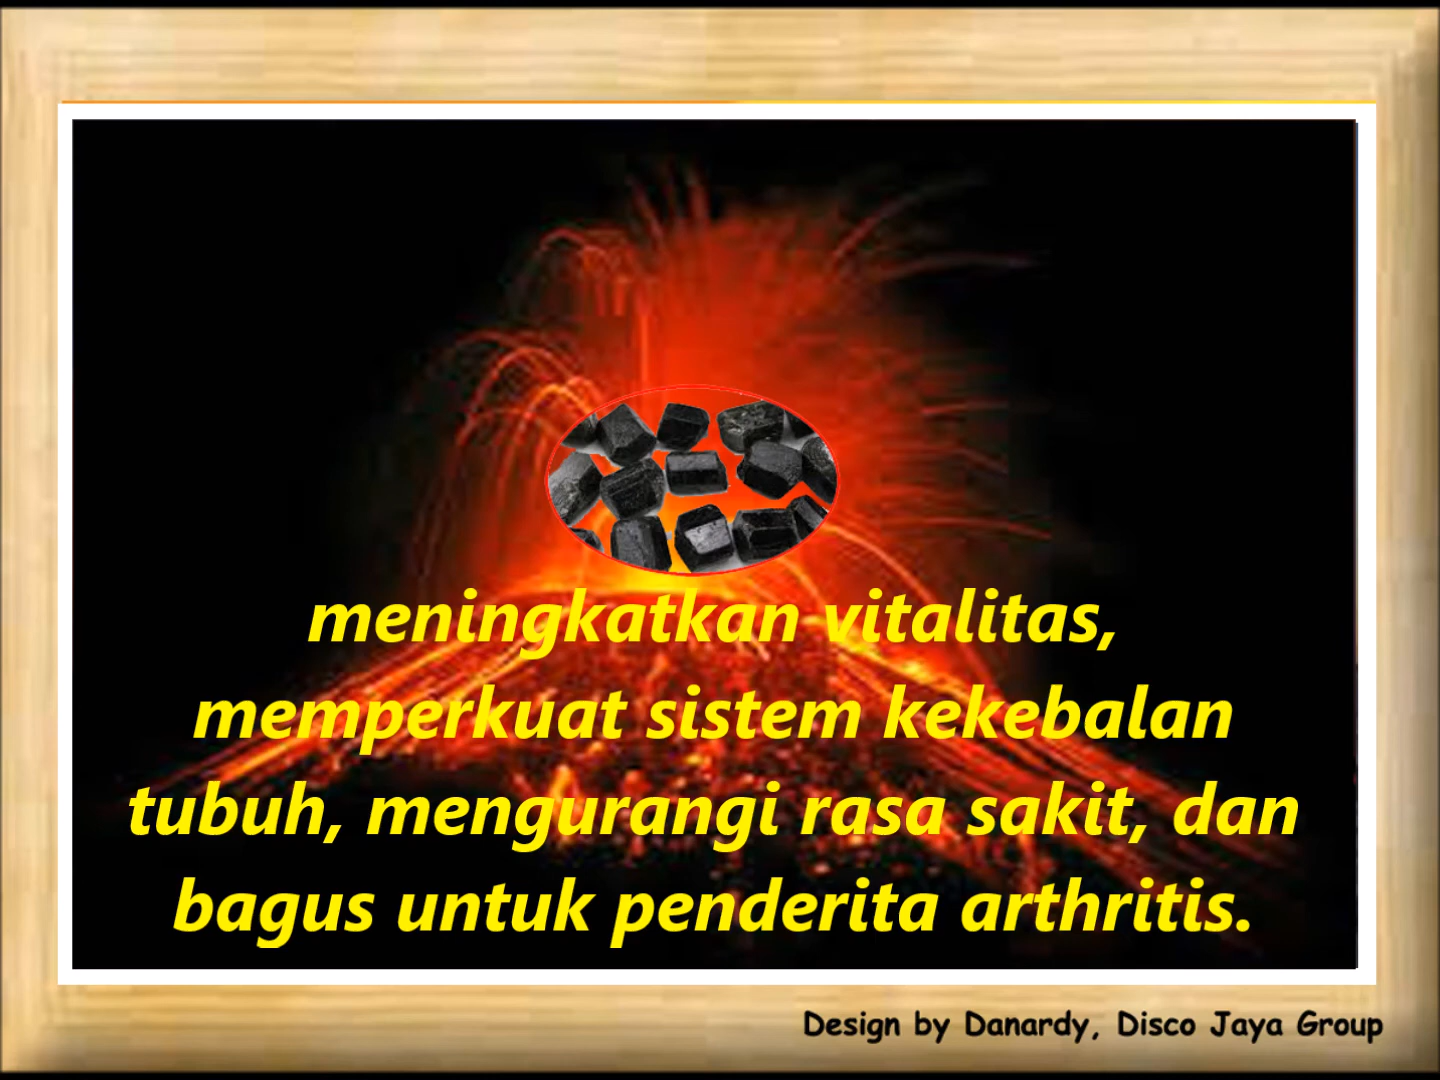 meningkatkan vitalitas,
memperkuat sistem kekebalan
tubuh, mengurangi rasa sakit, dan
bagus untuk penderita arthritis.
Design by Danardy, Disco Jaya Group